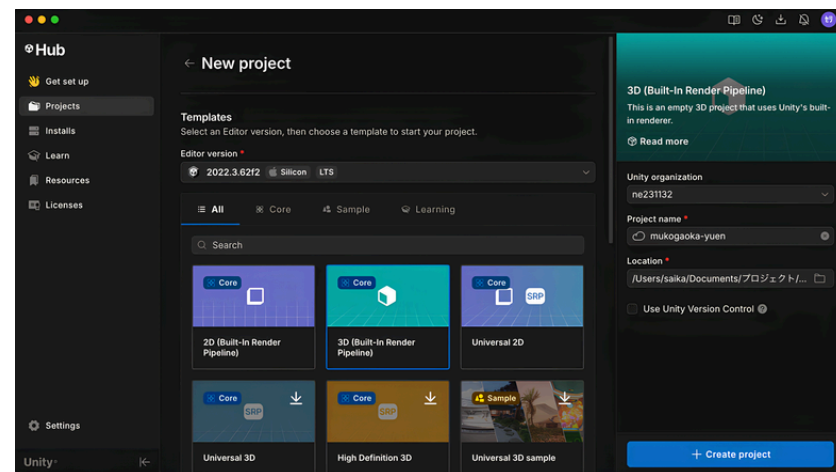 Hub
Get set up
Projects
Installs
Learn
Resources
Licenses
Settings
Unity
← New project
Templates
Select an Editor version, then choose a template to start your project.
Editor version *
2022.3.62f2 Silicon LTS
All Core Sample Learning
Search
Core
2D (Built-In Render
Pipeline)
Core
3D (Built-In Render
Pipeline)
Core
SRP
Universal 2D
Core
SRP
Universal 3D
Core
SRP
High Definition 3D
Sample
Universal 3D sample
3D (Built-In Render Pipeline)
This is an empty 3D project that uses Unity's built-
in renderer.
Read more
Unity organization
ne231132
Project name *
mukogaoka-yuen
Location *
/Users/saika/Documents/プロジェクト/...
Use Unity Version Control
+ Create project